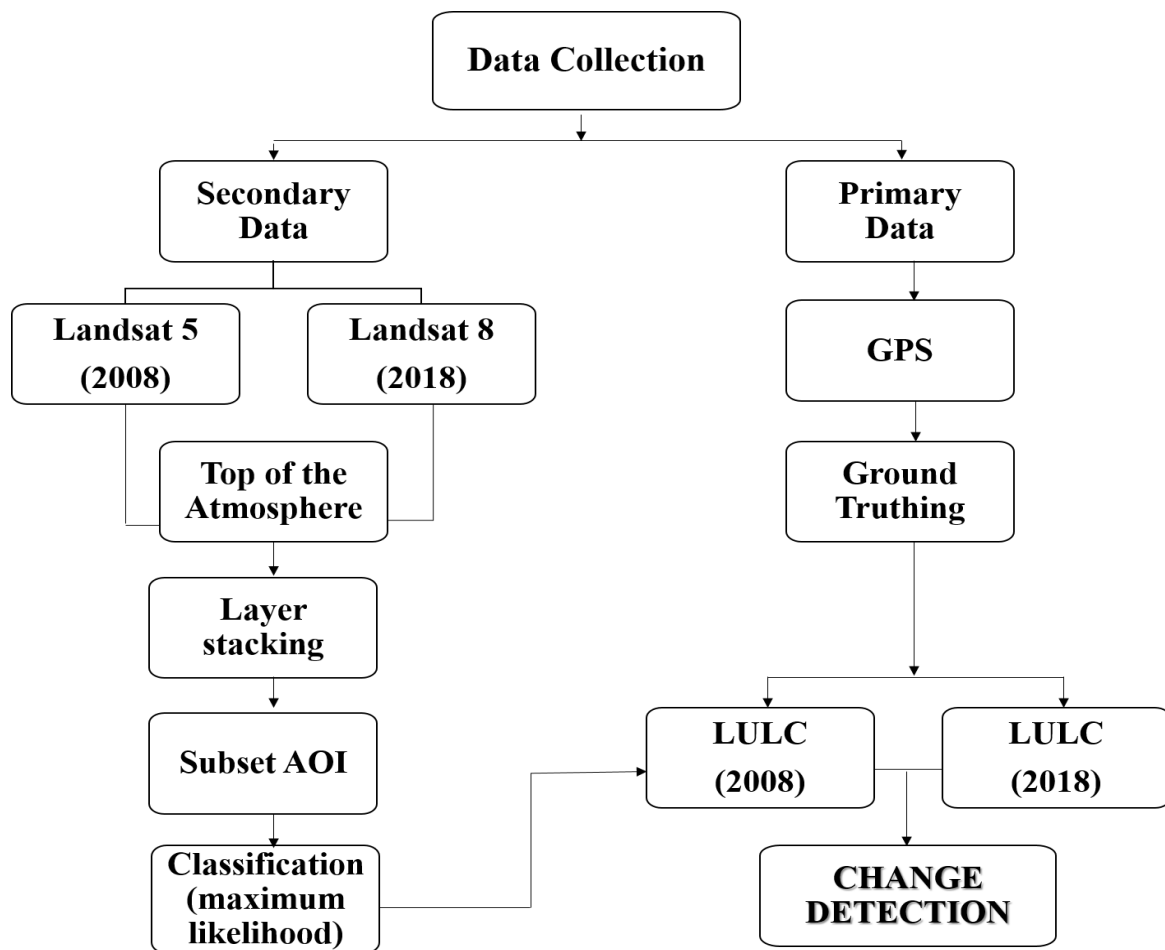 Data Collection
Secondary
Data
Primary
Data
Landsat 5
(2008)
Landsat 8
(2018)
GPS
Top of the
Atmosphere
Ground
Truthing
Layer
stacking
Subset AOI
LULC
(2008)
LULC
(2018)
Classification
(maximum
likelihood)
CHANGE
DETECTION